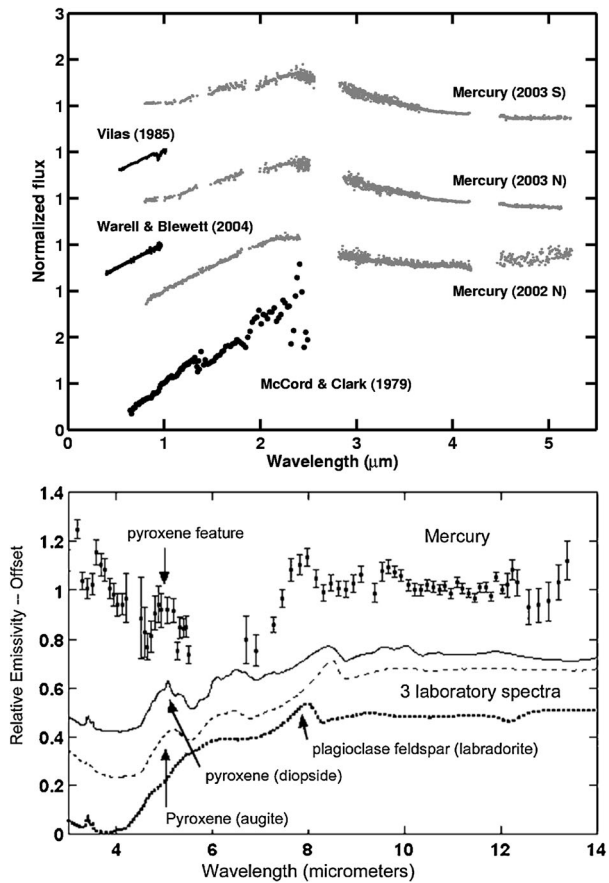 3
Mercury (2003 S)
1
Vilas (1985)
1
Normalized flux
1
Mercury (2003 N)
Warell & Blewett (2004)
1
1
Mercury (2002 N)
2
McCord & Clark (1979)
1
0
0 1 2 3 4 5
Wavelength (μm)
1.4
pyroxene feature
Mercury
1.2
1
0.8
Relative Emissivity -- Offset
0.6
3 laboratory spectra
0.4
plagioclase feldspar (labradorite)
pyroxene (diopside)
0.2
Pyroxene (augite)
0
4 6 8 10 12 14
Wavelength (micrometers)